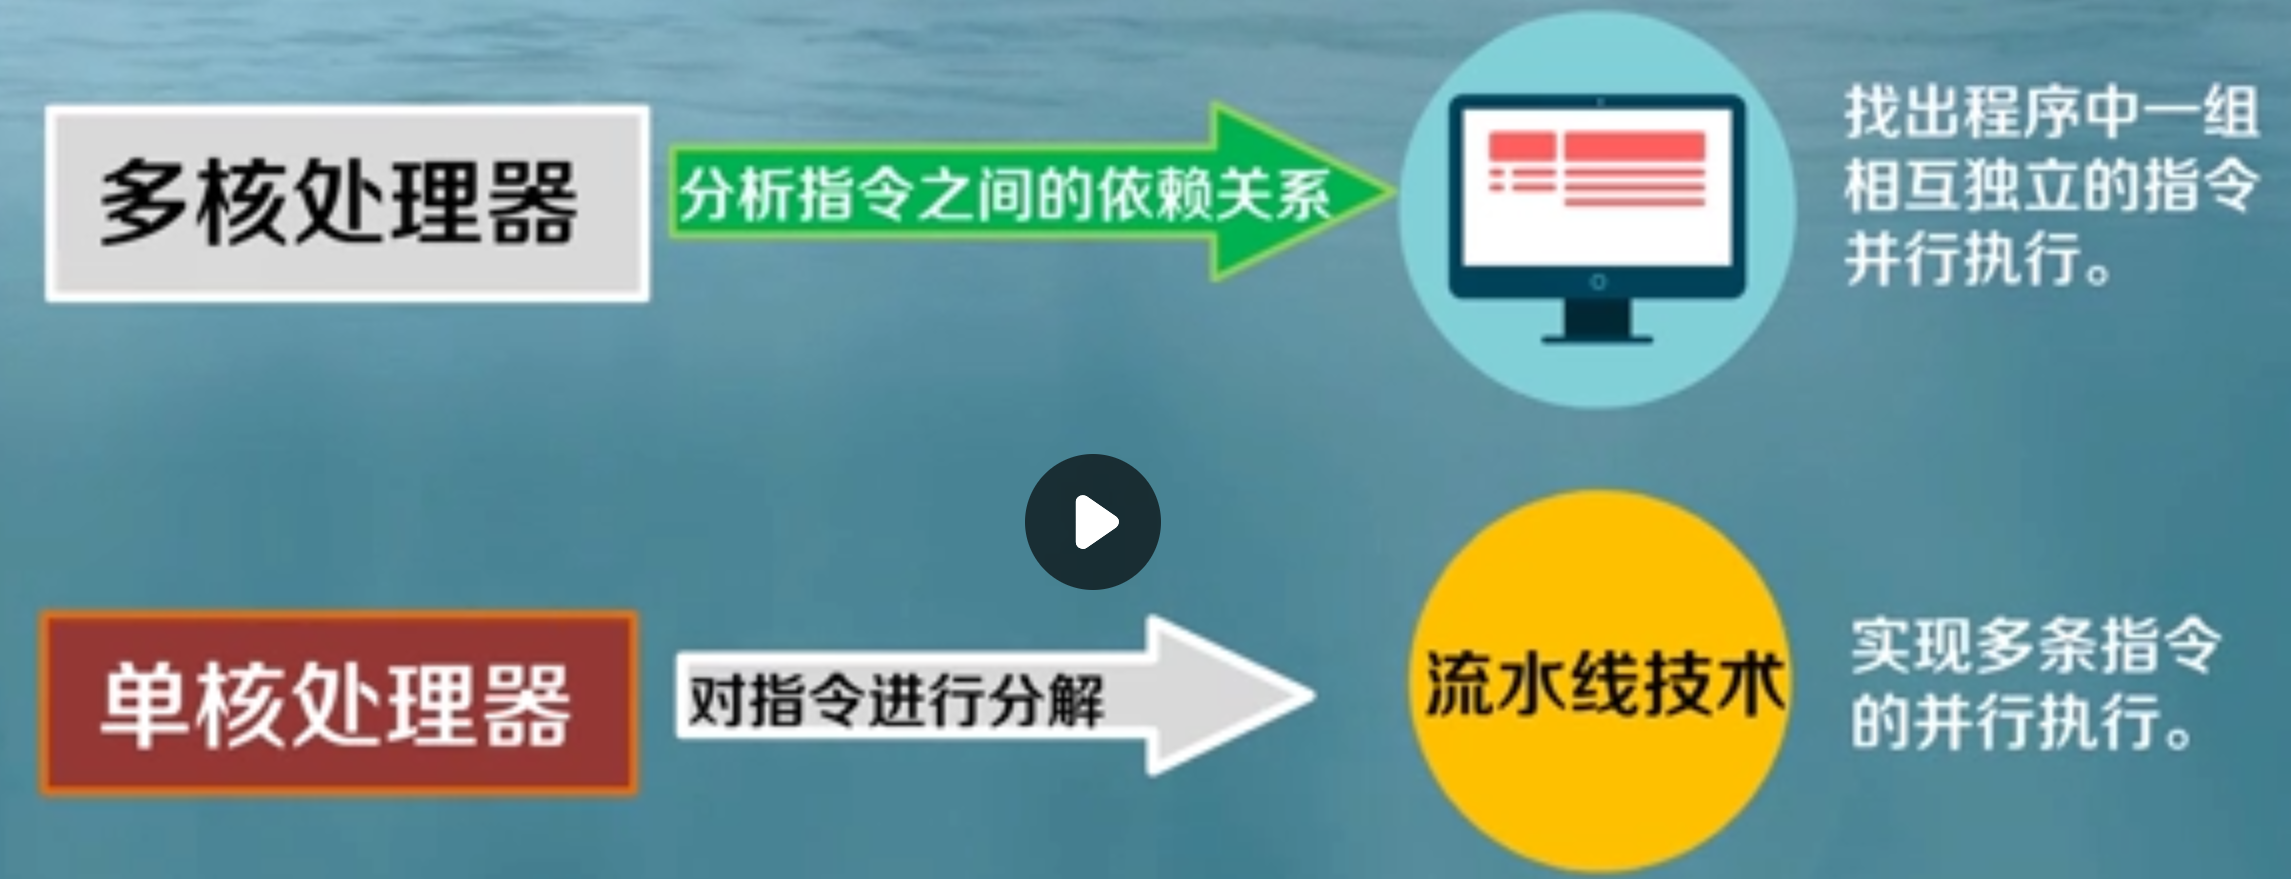 多核处理器
分析指令之间的依赖关系
找出程序中一组
相互独立的指令
并行执行。
单核处理器
对指令进行分解
流水线技术
实现多条指令
的并行执行。